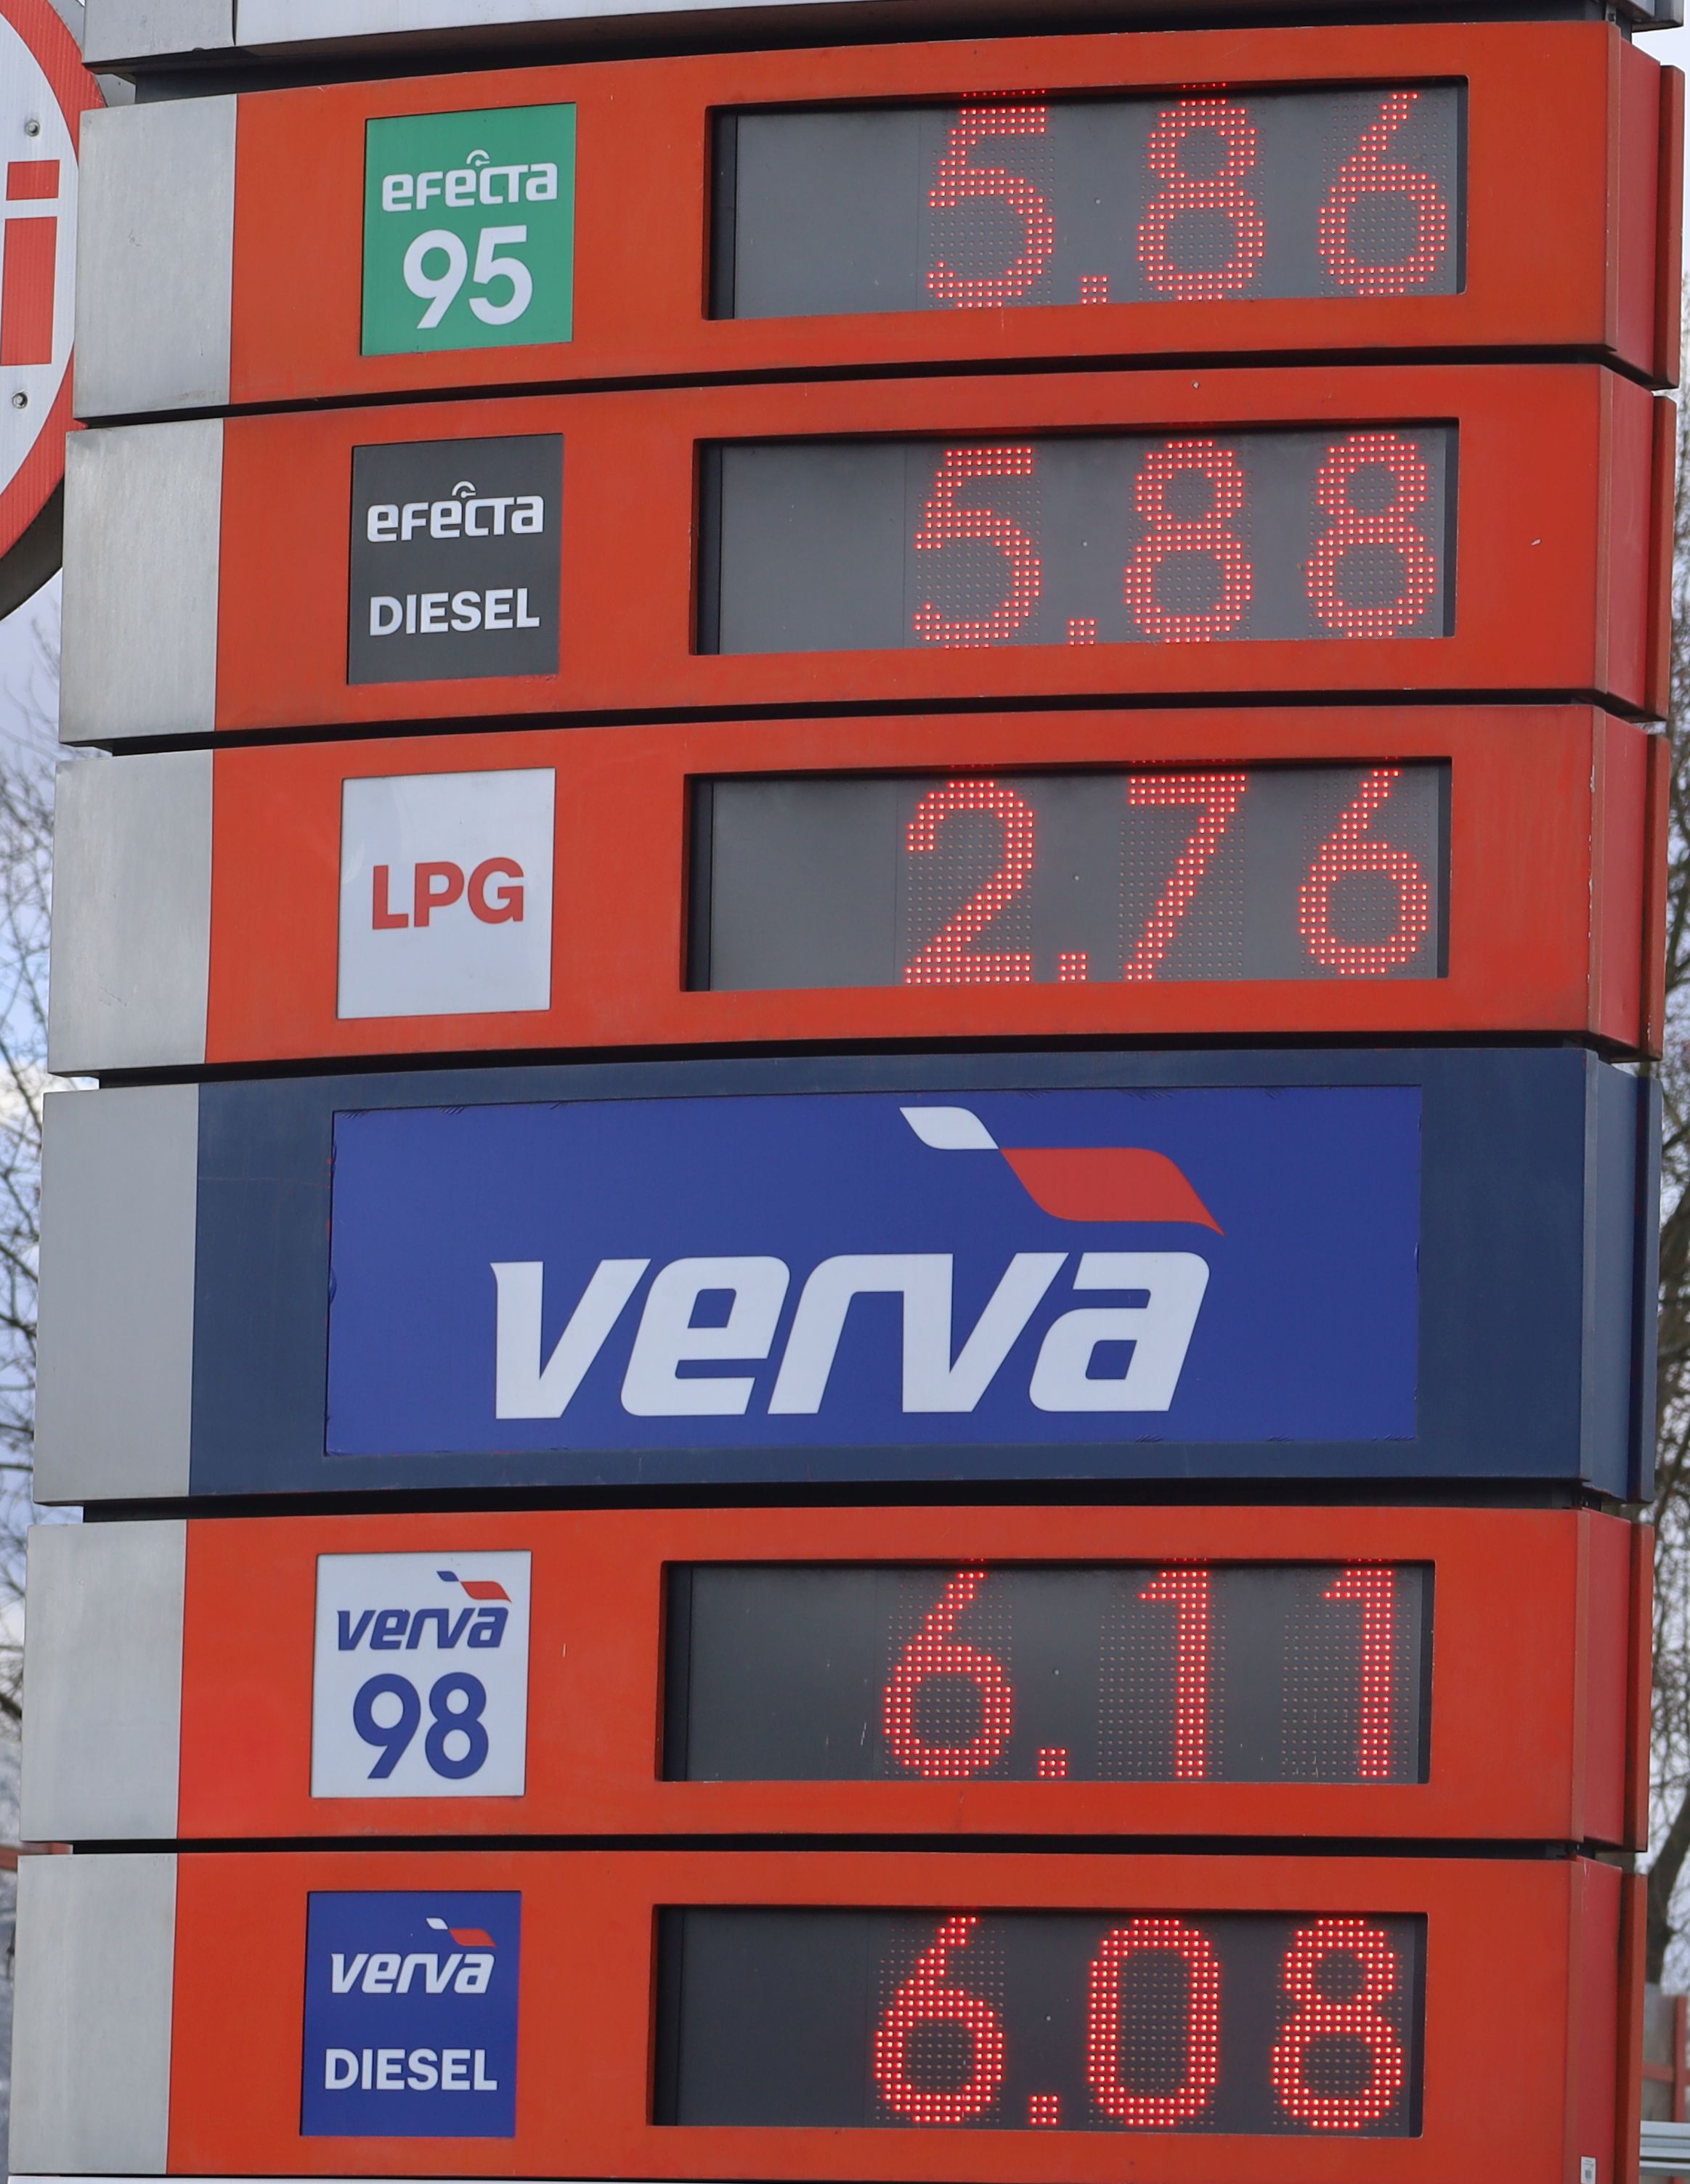 efecta
95
5.86
efecta
DIESEL
5.88
LPG
2.76
verva
verva
98
6.11
verva
DIESEL
6.08